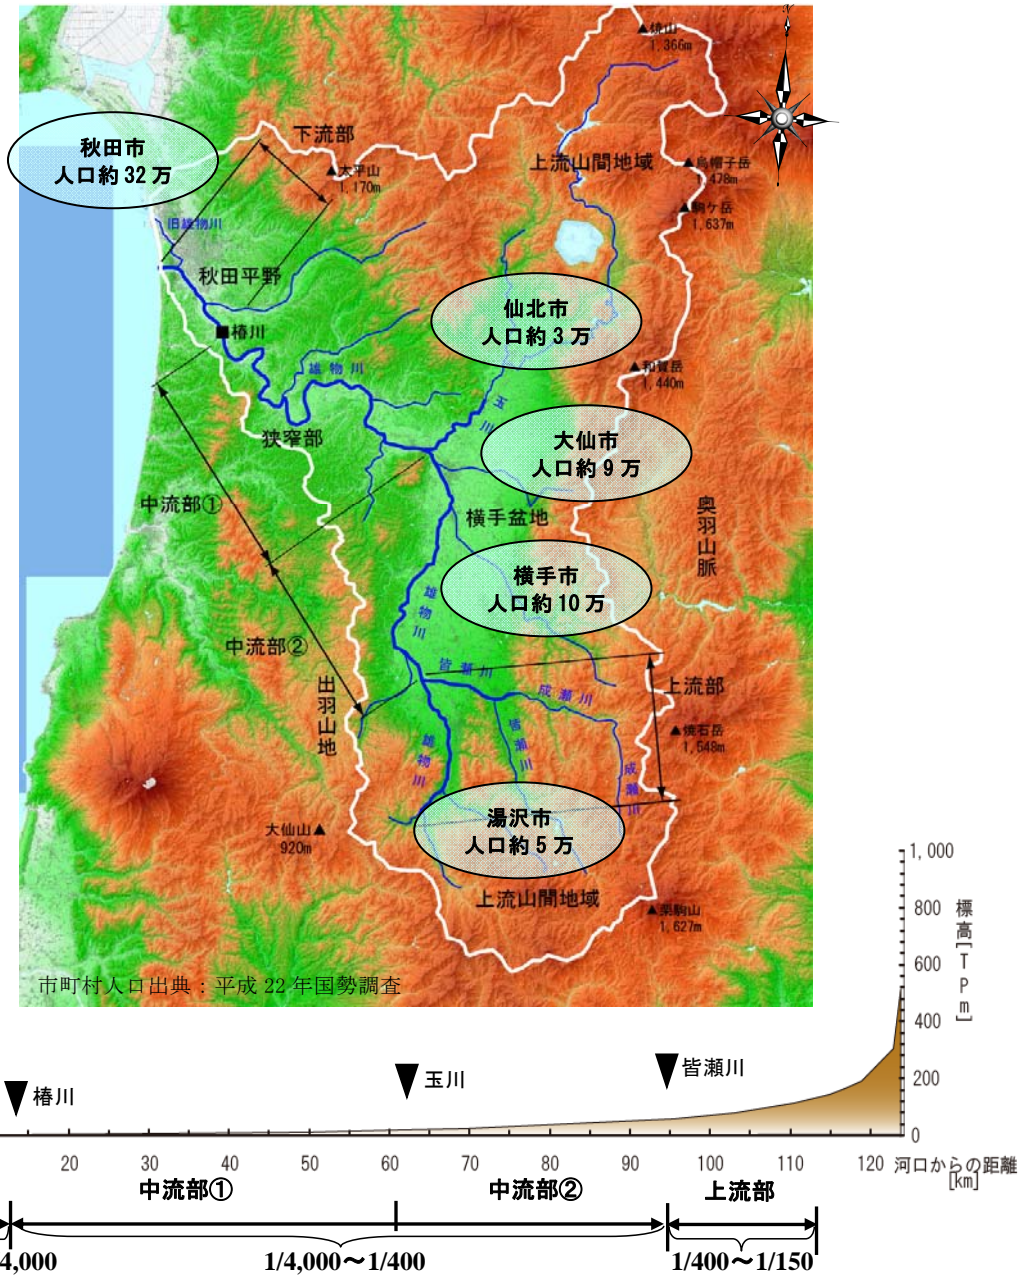 ▲焼山
1,366m
秋田市
人口約32万
下流部
▲太平山
1,170m
上流山間地域
▲烏帽子岳
478m
▲駒ケ岳
1,637m
旧雄物川
秋田平野
仙北市
人口約3万
■椿川
雄物川
▲和賀岳
1,440m
玉川
狭窄部
大仙市
人口約9万
中流部①
横手盆地
奥羽山脈
横手市
人口約10万
雄物川
中流部②
皆瀬川
成瀬川
上流部
出羽山地
皆瀬川
▲焼石岳
1,548m
雄物川
成瀬川
湯沢市
人口約5万
大仙山▲
920m
上流山間地域
▲栗駒山
1,627m
市町村人口出典：平成22年国勢調査
1,000
800
600
400
200
0
標高[TPm]
椿川
玉川
皆瀬川
20 30 40 50 60 70 80 90 100 110 120 河口からの距離
[km]
中流部① 中流部② 上流部
4,000 1/4,000～1/400 1/400～1/150